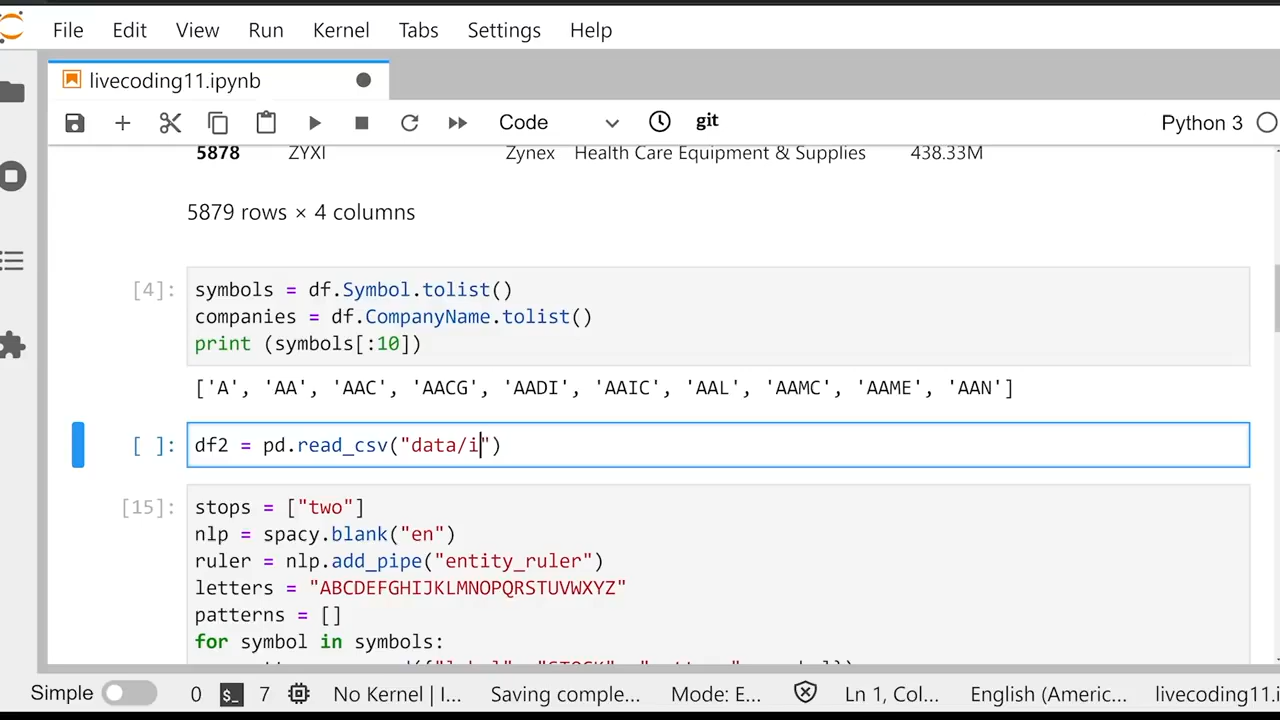 File Edit View Run Kernel Tabs Settings Help
livecoding11.ipynb
Code git Python 3
5878 ZYXI Zynex Health Care Equipment & Supplies 438.33M
5879 rows × 4 columns
[4]: symbols = df.Symbol.tolist()
companies = df.CompanyName.tolist()
print (symbols[:10])
['A', 'AA', 'AAC', 'AACG', 'AADI', 'AAIC', 'AAL', 'AAMC', 'AAME', 'AAN']
[ ]: df2 = pd.read_csv("data/i")
[15]: stops = ["two"]
nlp = spacy.blank("en")
ruler = nlp.add_pipe("entity_ruler")
letters = "ABCDEFGHIJKLMNOPQRSTUVWXYZ"
patterns = []
for symbol in symbols:
Simple 0 $_ 7 No Kernel | I... Saving comple... Mode: E... Ln 1, Col... English (Americ... livecoding11.i